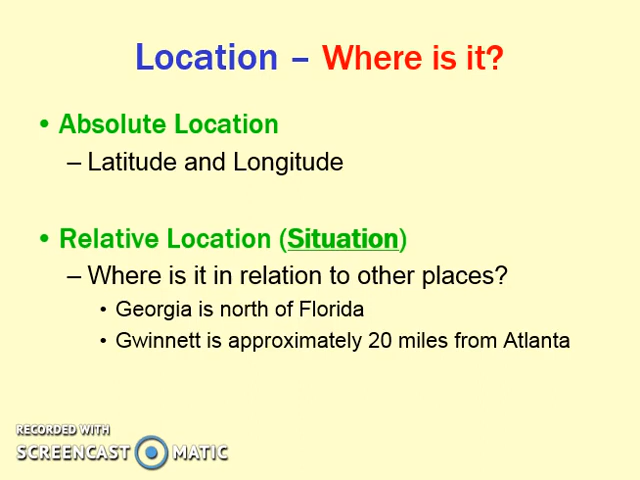 Location – Where is it?
• Absolute Location
– Latitude and Longitude
• Relative Location (Situation)
– Where is it in relation to other places?
• Georgia is north of Florida
• Gwinnett is approximately 20 miles from Atlanta
RECORDED WITH
SCREENCAST MATIC